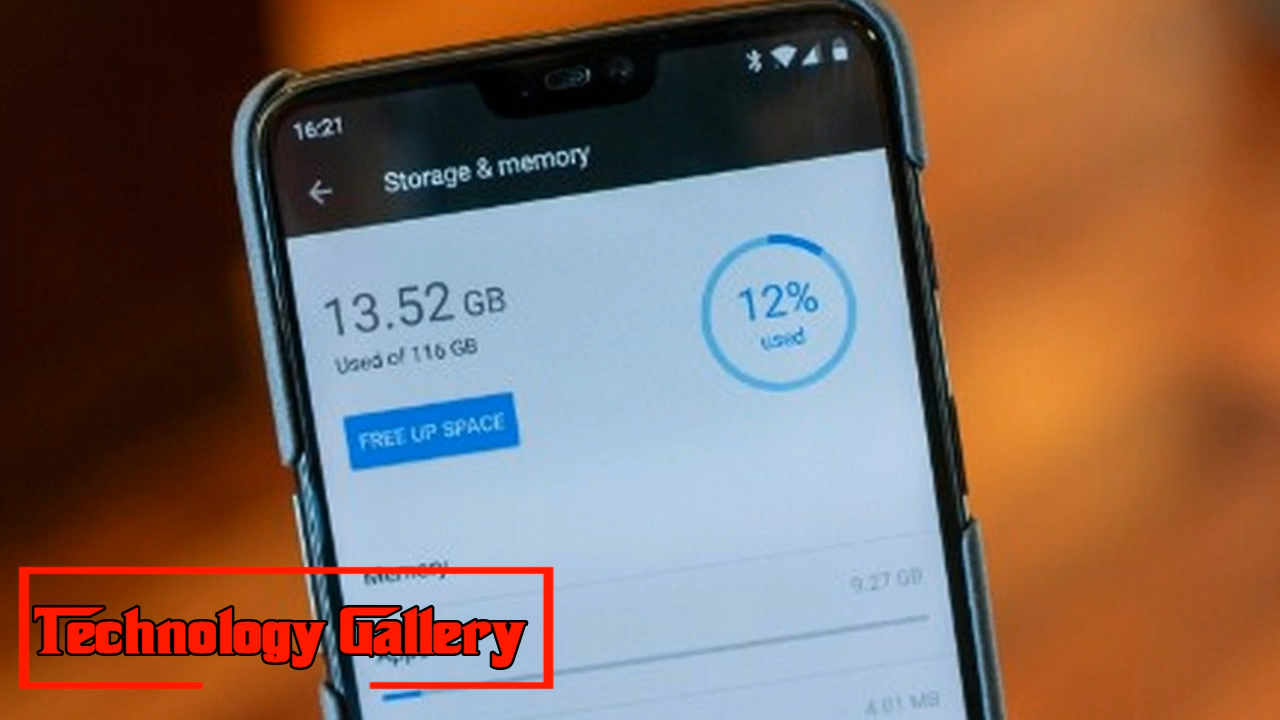 16:21
Storage & memory
13.52 GB
Used of 116 GB
12%
used
FREE UP SPACE
Memory
9.27 GB
Technology Gallery
4.01 MB